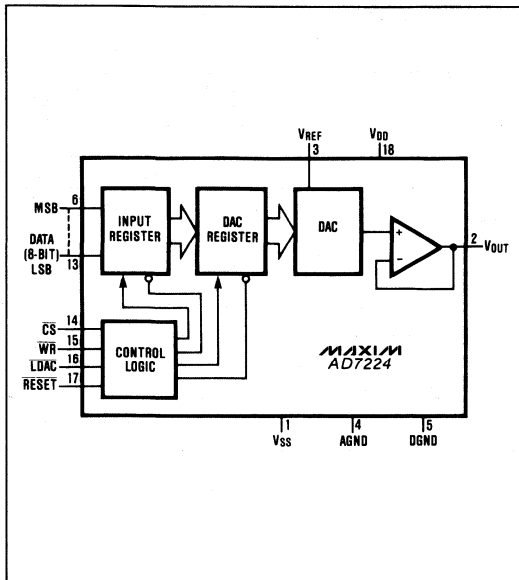 VREF
3
VDD
18
MSB
6
DATA
(8-BIT)
LSB
13
INPUT
REGISTER
DAC
REGISTER
DAC
+
−
2
VOUT
CS
14
WR
15
LDAC
16
RESET
17
CONTROL
LOGIC
MAXIM
AD7224
1
VSS
4
AGND
5
DGND